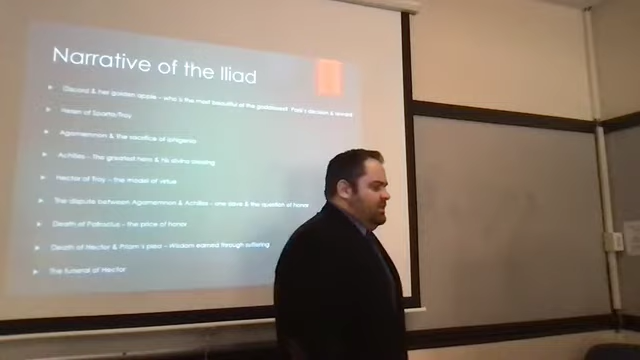 Narrative of the Iliad
Discord & her golden apple – who is the most beautiful of the goddesses? Paris's decision & reward
Helen of Sparta/Troy
Agamemnon & the sacrifice of Iphigenia
Achilles – The greatest hero & his divine
Hector of Troy – the model of virtue
The dispute between Agamemnon & Achilles – one slave & the question of honor
Death of Patroclus – the price of honor
Death of Hector & Priam's plea – Wisdom earned through suffering
The funeral of Hector